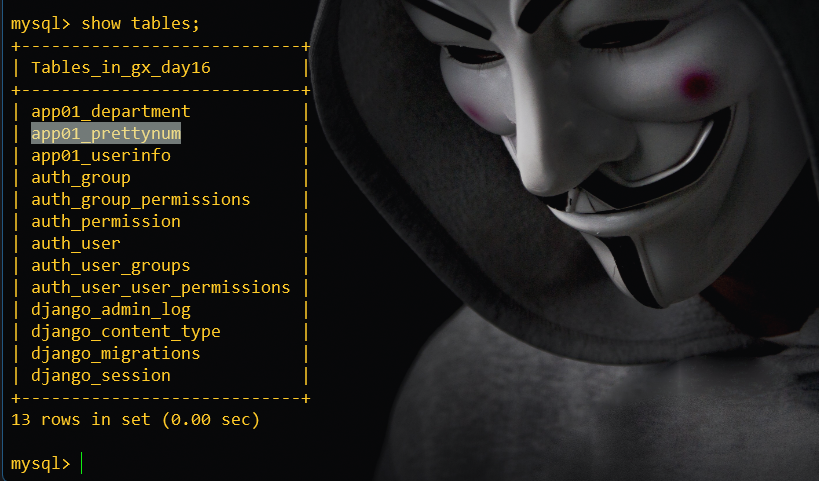 mysql> show tables;
+----------------------------+
| Tables_in_gx_day16         |
+----------------------------+
| app01_department           |
| app01_prettynum            |
| app01_userinfo             |
| auth_group                 |
| auth_group_permissions     |
| auth_permission            |
| auth_user                  |
| auth_user_groups           |
| auth_user_user_permissions |
| django_admin_log           |
| django_content_type        |
| django_migrations          |
| django_session             |
+----------------------------+
13 rows in set (0.00 sec)
mysql>